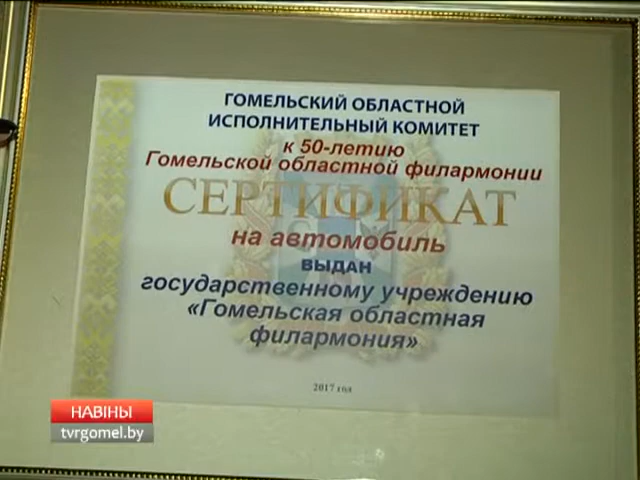 ГОМЕЛЬСКИЙ ОБЛАСТНОЙ
ИСПОЛНИТЕЛЬНЫЙ КОМИТЕТ
к 50-летию
Гомельской областной филармонии
СЕРТИФИКАТ
на автомобиль
ВЫДАН
государственному учреждению
«Гомельская областная
филармония»
2017 год
НАВІНЫ
tvrgomel.by